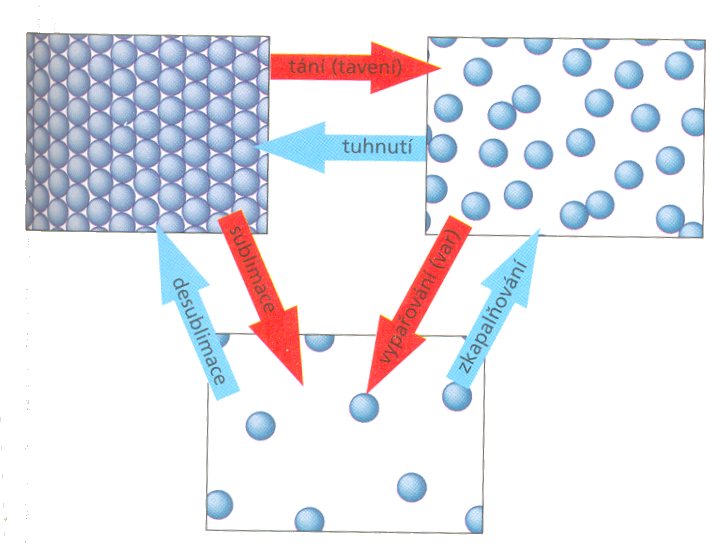 tání (tavení)
tuhnutí
sublimace
desublimace
vypařování (var)
zkapalňování